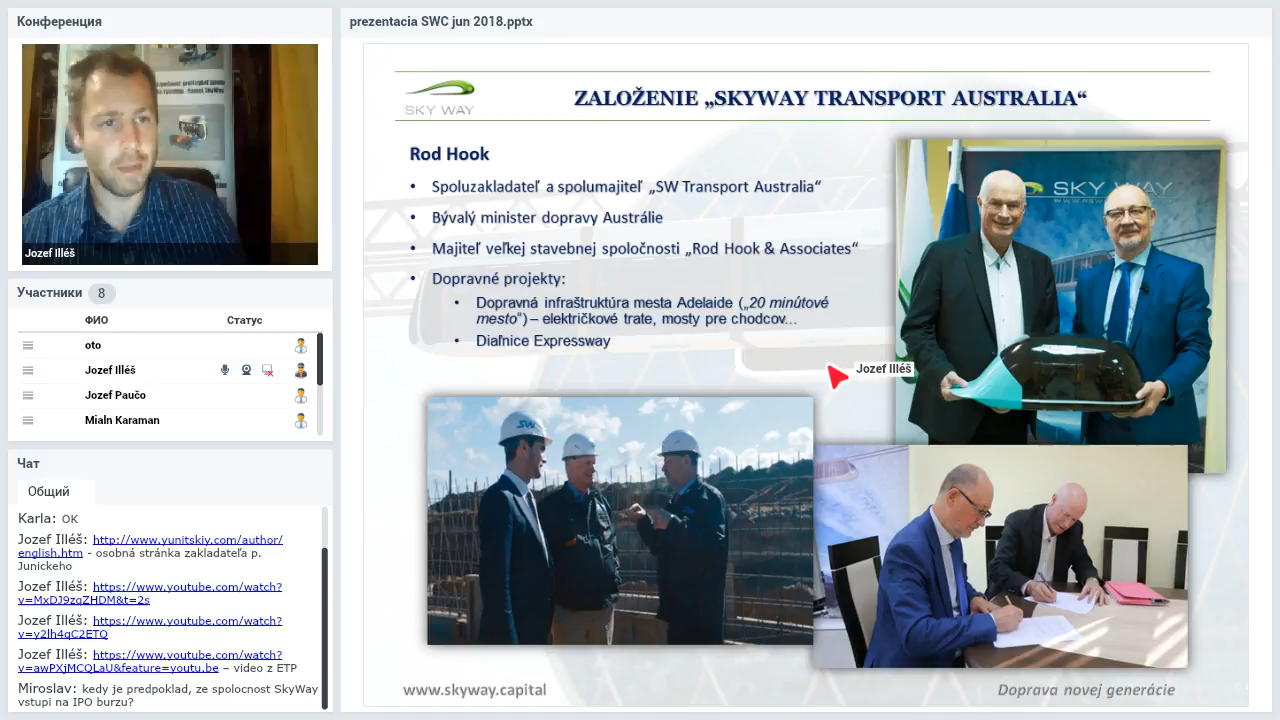 Конференция
Jozef Illéš
Участники 8
ФИО Статус
oto
Jozef Illéš
Jozef Paučo
Mialn Karaman
Чат
Общий
Karla: OK
Jozef Illéš: http://www.yunitskiy.com/author/
english.htm - osobná stránka zakladateľa p.
Junickeho
Jozef Illéš: https://www.youtube.com/watch?
v=MxDJ9zqZHDM&t=2s
Jozef Illéš: https://www.youtube.com/watch?
v=y2lh4qC2ETQ
Jozef Illéš: https://www.youtube.com/watch?
v=awPXjMCQLaU&feature=youtu.be – video z ETP
Miroslav: kedy je predpoklad, ze spolocnost SkyWay
vstupi na IPO burzu?
prezentacia SWC jun 2018.pptx
SKY WAY
ZALOŽENIE „SKYWAY TRANSPORT AUSTRALIA“
Rod Hook
• Spoluzakladateľ a spolumajiteľ „SW Transport Australia“
• Bývalý minister dopravy Austrálie
• Majiteľ veľkej stavebnej spoločnosti „Rod Hook & Associates“
• Dopravné projekty:
• Dopravná infraštruktúra mesta Adelaide („20 minútové
mesto“) – električkové trate, mosty pre chodcov...
• Diaľnice Expressway
SKY WAY
Jozef Illéš
SW
www.skyway.capital
Doprava novej generácie